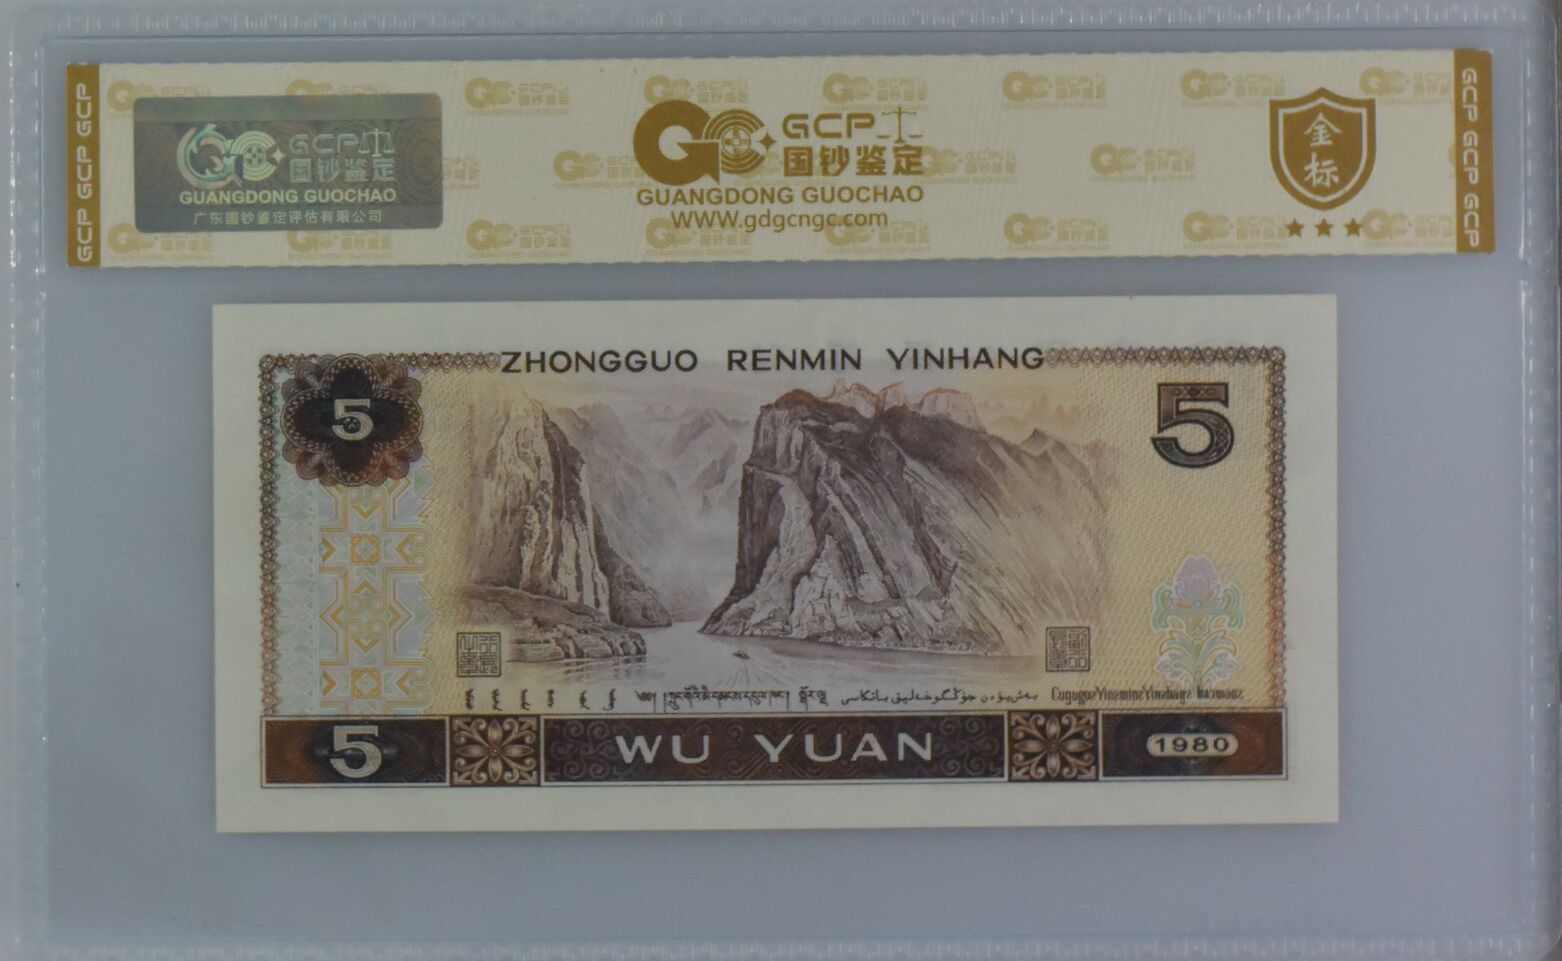 GCP GCP GCP
GCP
国钞鉴定
GUANGDONG GUOCHAO
广东国钞鉴定评估有限公司
GCP
国钞鉴定
GUANGDONG GUOCHAO
WWW.gdgcngc.com
金标
GCP GCP GCP
ZHONGGUO RENMIN YINHANG
5
5
5 WU YUAN 1980